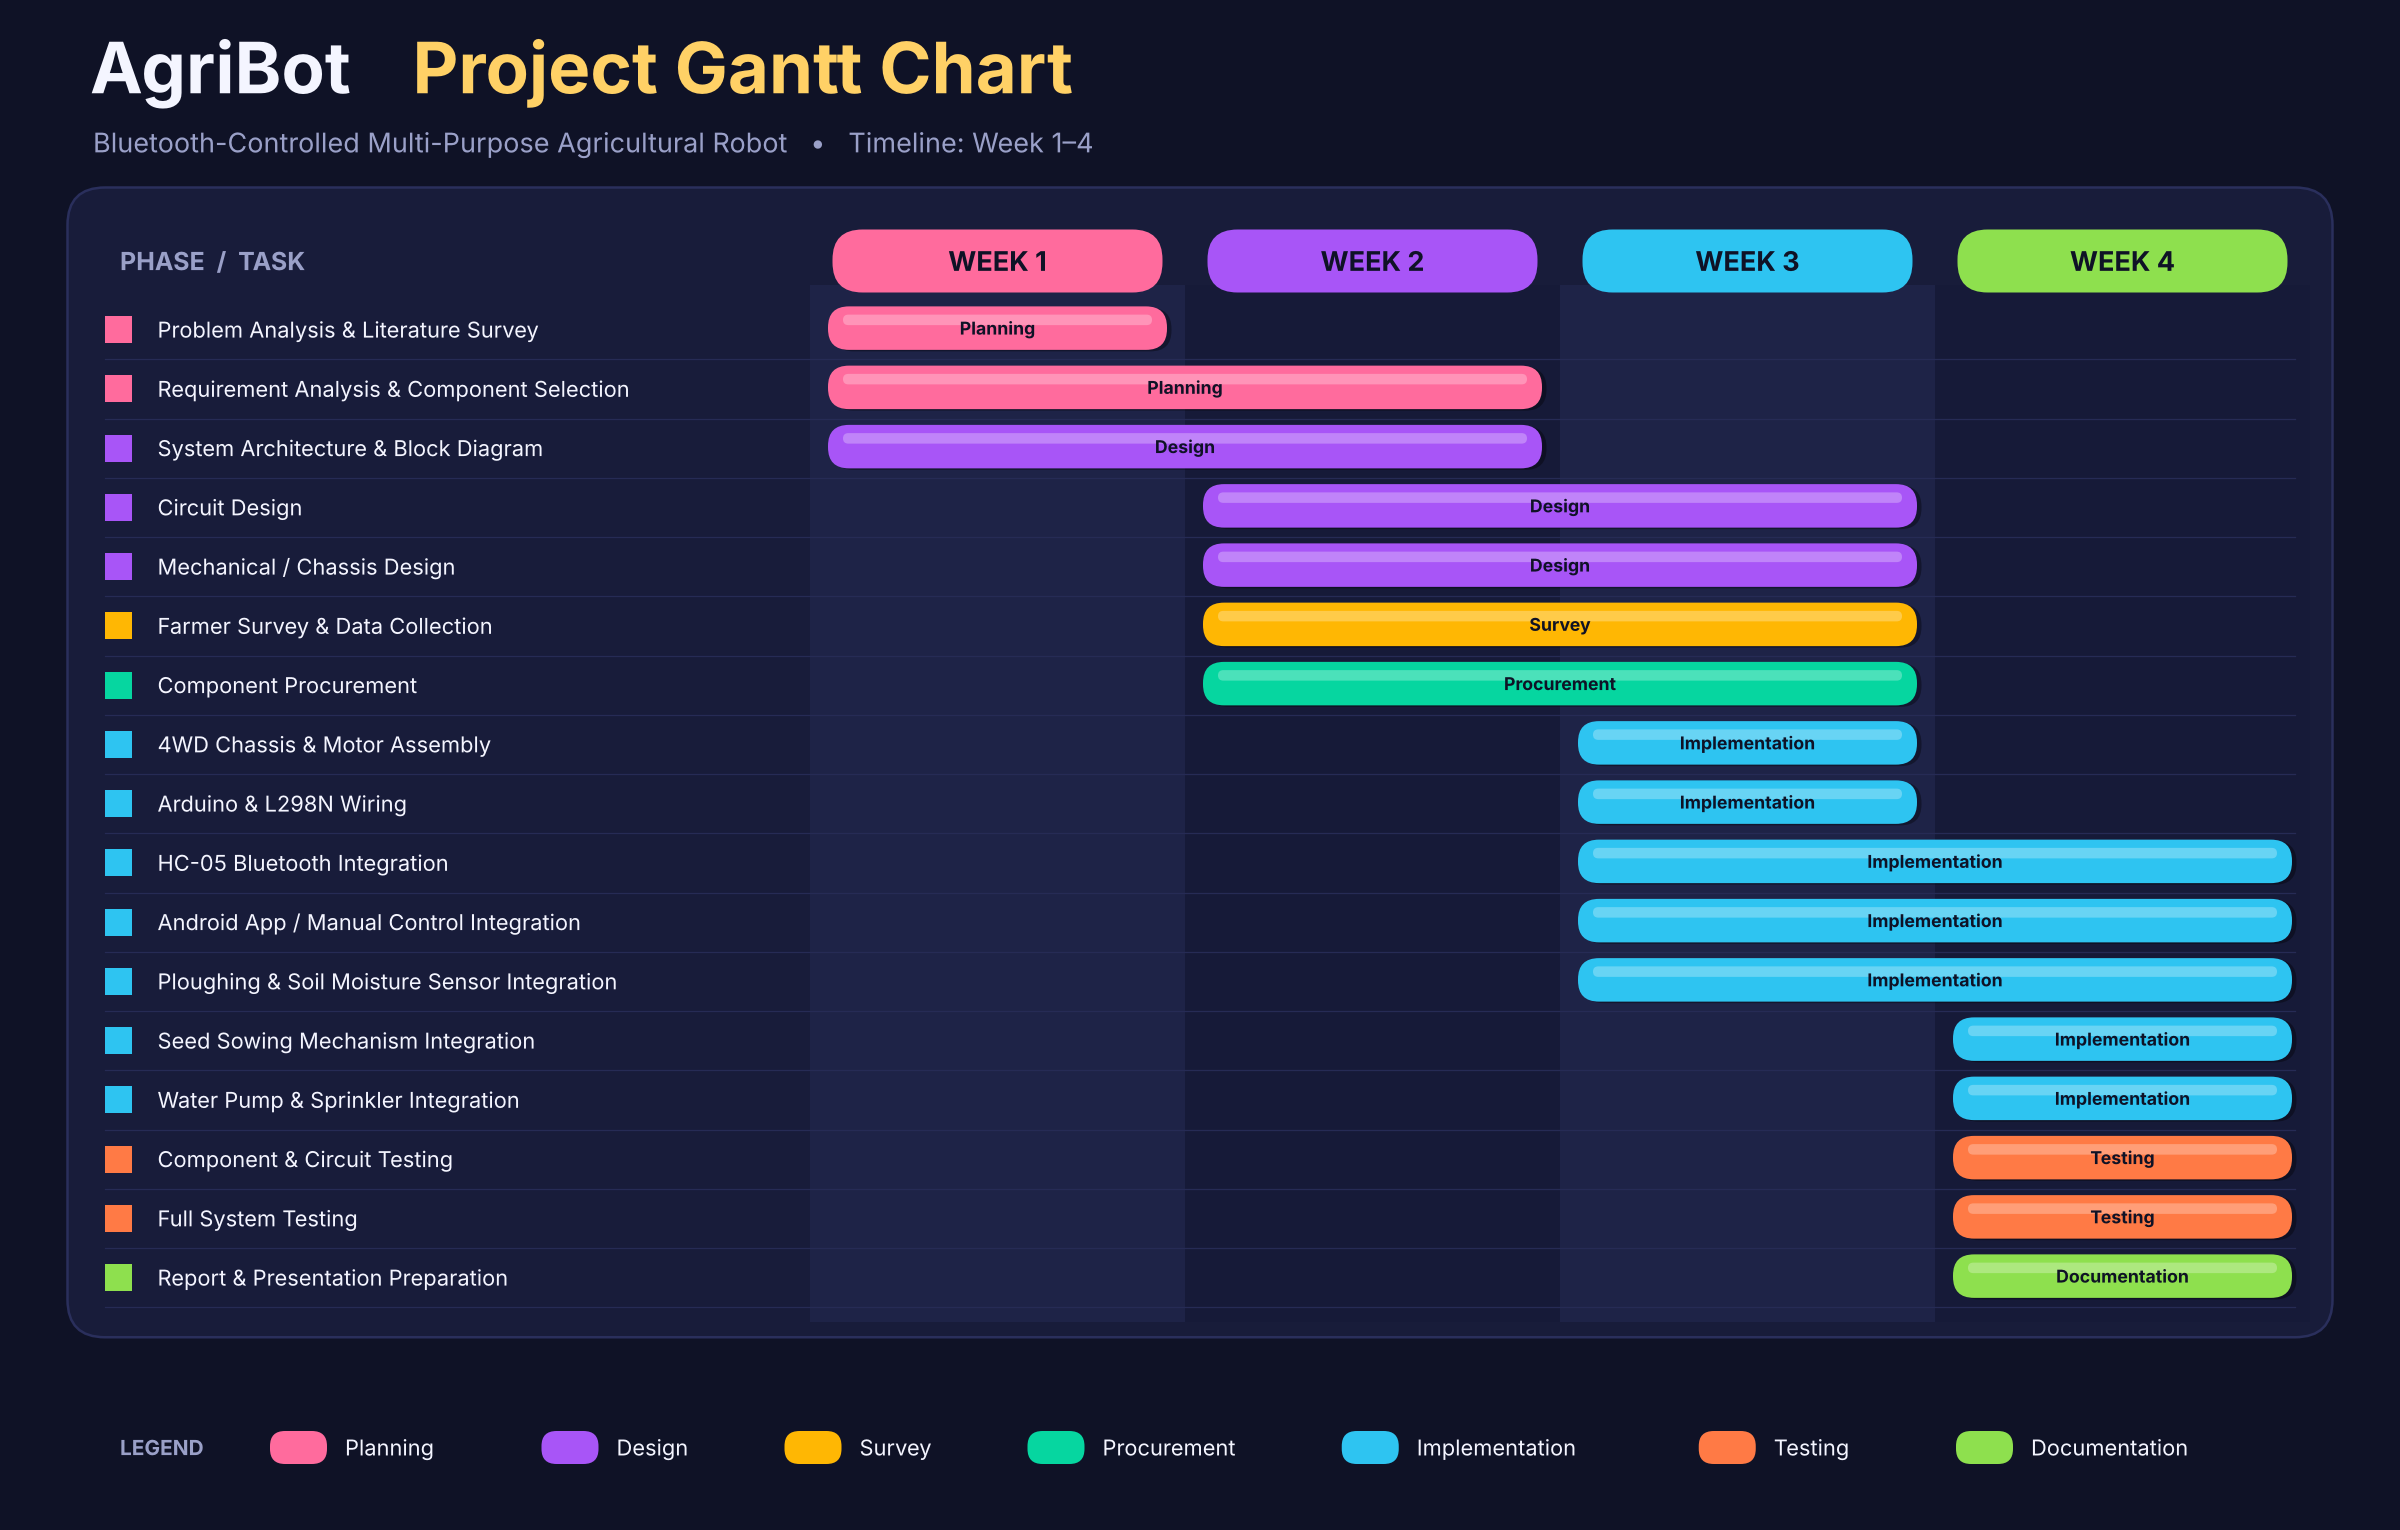 AgriBot Project Gantt Chart
Bluetooth-Controlled Multi-Purpose Agricultural Robot • Timeline: Week 1–4
PHASE / TASK WEEK 1 WEEK 2 WEEK 3 WEEK 4
Problem Analysis & Literature Survey Planning
Requirement Analysis & Component Selection Planning
System Architecture & Block Diagram Design
Circuit Design Design
Mechanical / Chassis Design Design
Farmer Survey & Data Collection Survey
Component Procurement Procurement
4WD Chassis & Motor Assembly Implementation
Arduino & L298N Wiring Implementation
HC-05 Bluetooth Integration Implementation
Android App / Manual Control Integration Implementation
Ploughing & Soil Moisture Sensor Integration Implementation
Seed Sowing Mechanism Integration Implementation
Water Pump & Sprinkler Integration Implementation
Component & Circuit Testing Testing
Full System Testing Testing
Report & Presentation Preparation Documentation
LEGEND Planning Design Survey Procurement Implementation Testing Documentation